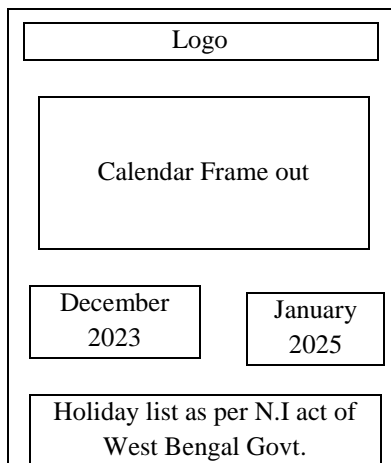 Logo
Calendar Frame out
December
2023
January
2025
Holiday list as per N.I act of
West Bengal Govt.